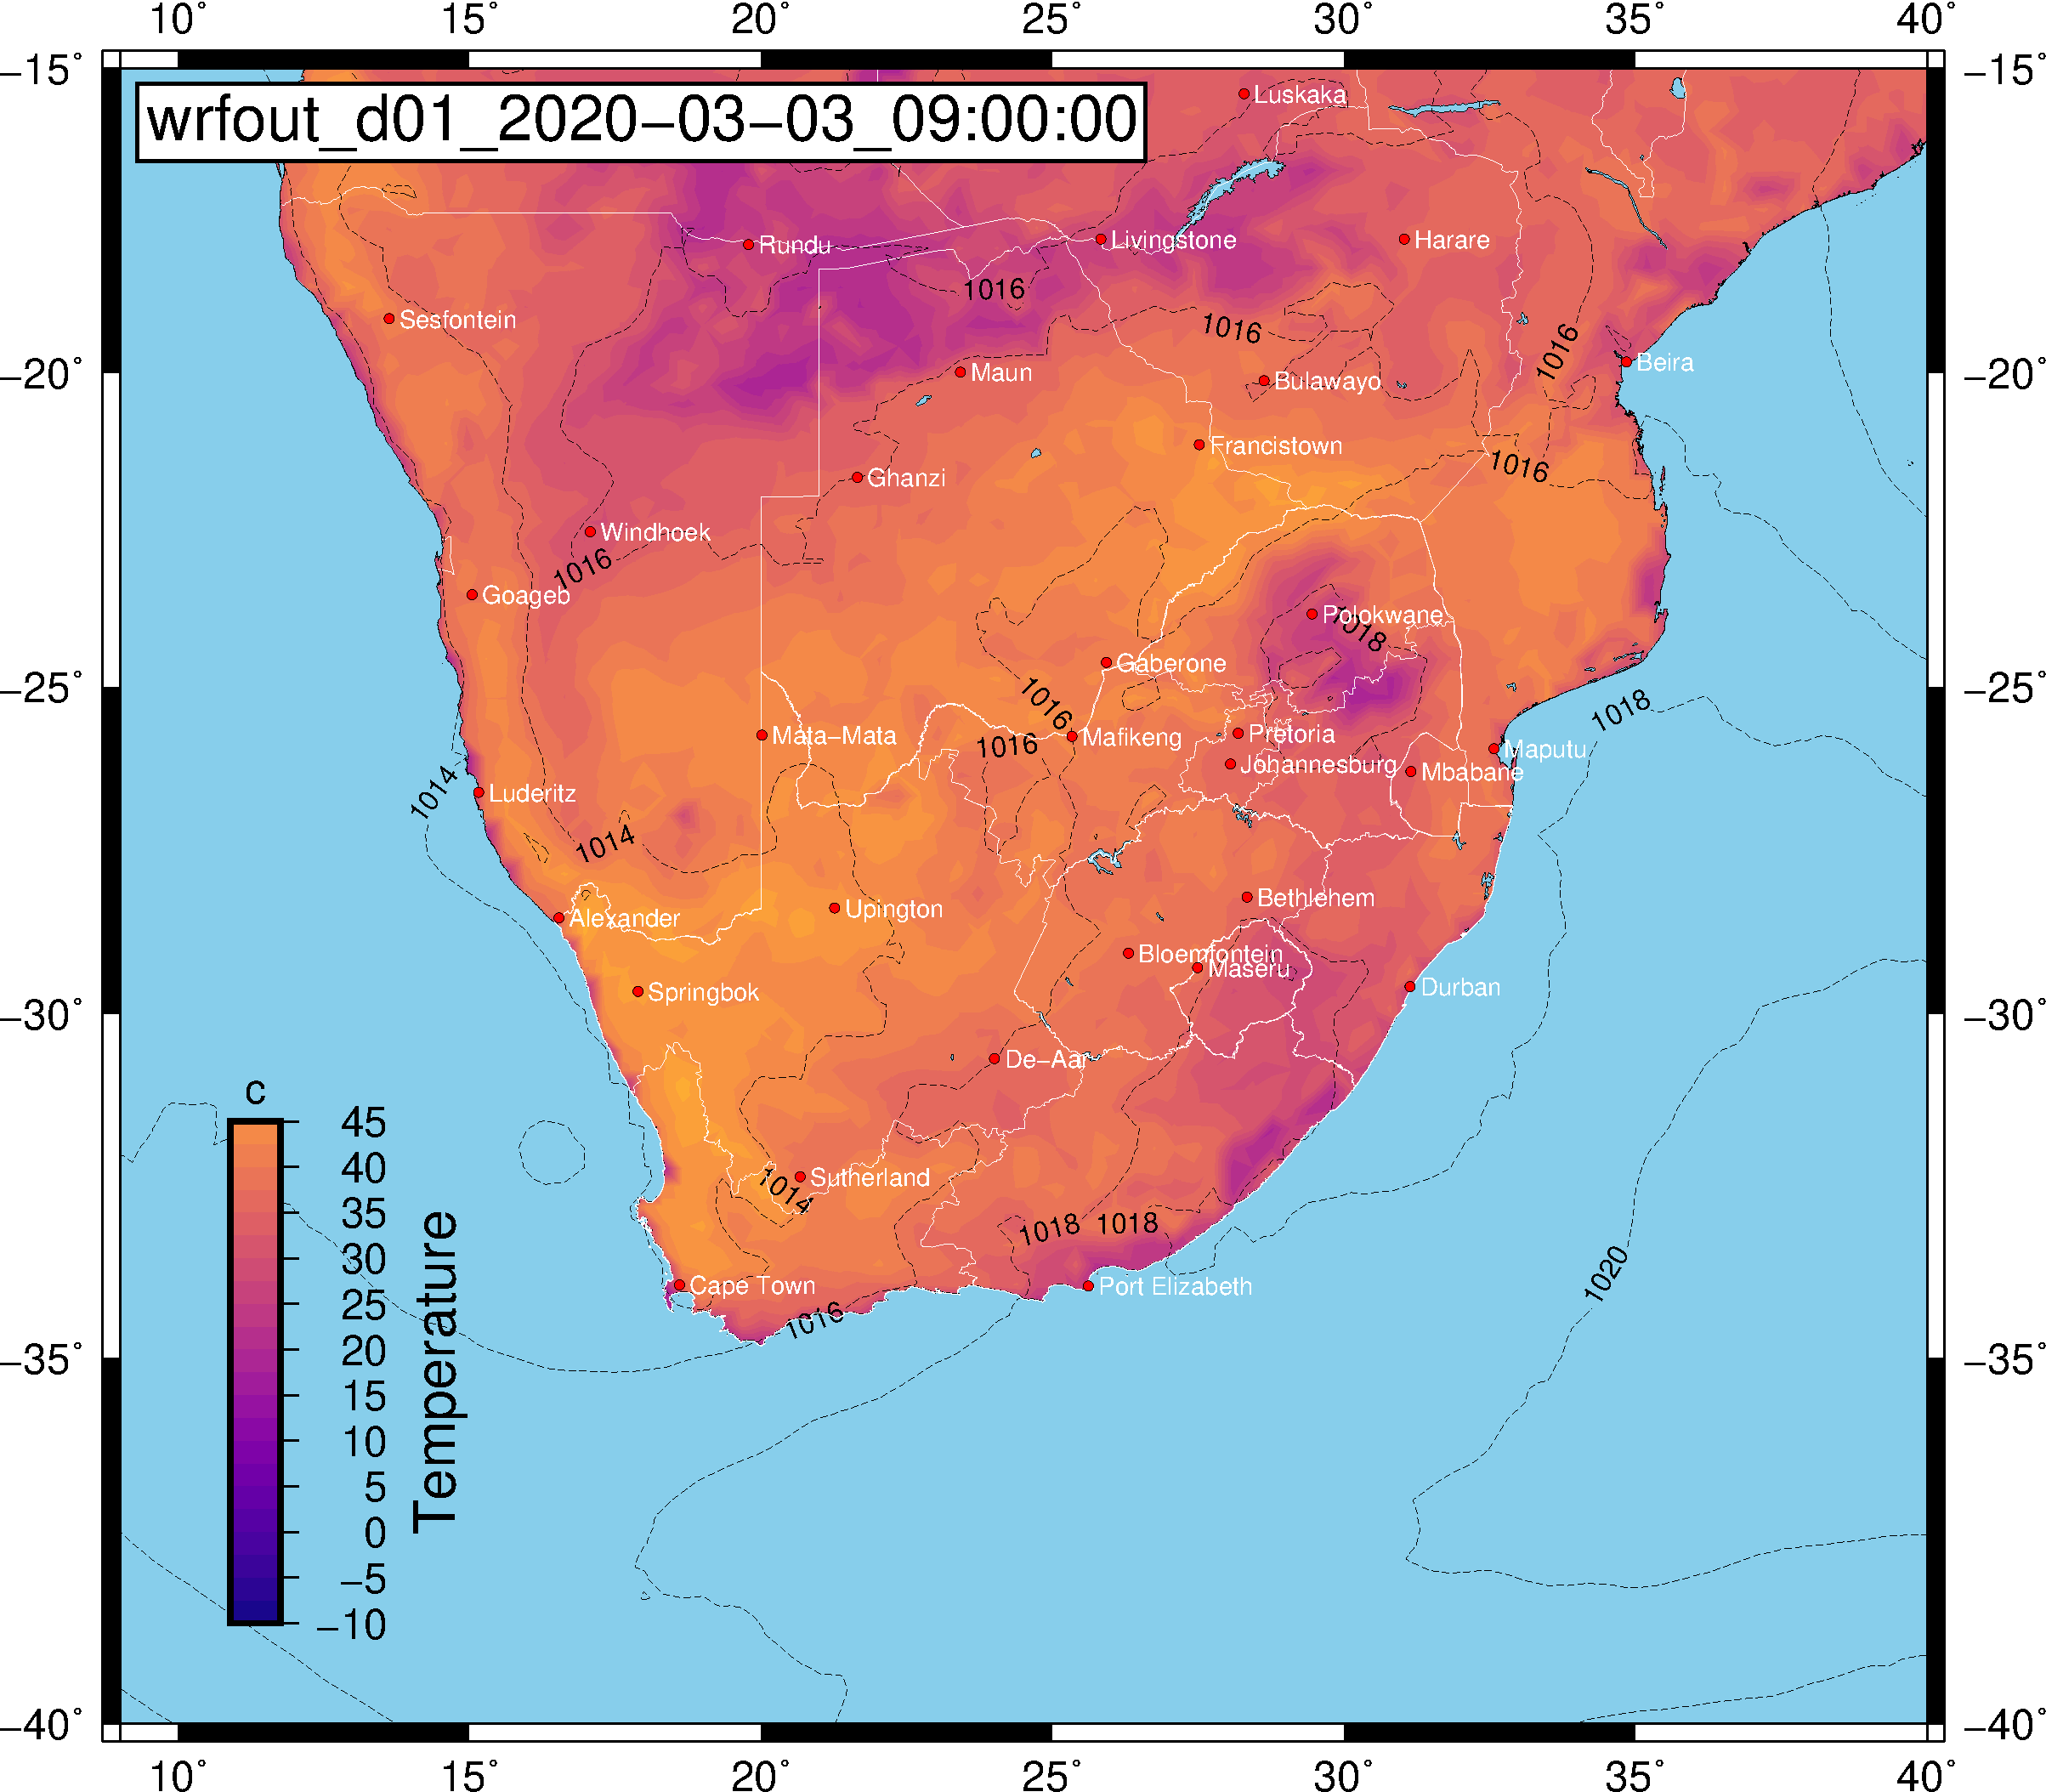 10° 15° 20° 25° 30° 35° 40°
−15° −15°
wrfout_d01_2020−03−03_09:00:00
Luskaka
Rundu
Livingstone
Harare
1016
Sesfontein
1016
1016
−20° −20°
Maun
Bulawayo
Beira
Francistown
1016
Ghanzi
Windhoek
1016
Goageb
Polokwane
1018
Gaberone
−25° −25°
1016
1018
Mata−Mata
1016
Mafikeng
Pretoria
Maputu
Johannesburg
Mbabane
1014
Luderitz
1014
Bethlehem
Alexander
Upington
Bloemfontein
Maseru
Springbok
Durban
−30° −30°
De−Aar
c
45
40
35
30
25
20
15
10
5
0
−5
−10
Temperature
Sutherland
1014
1018
1018
1020
Cape Town
Port Elizabeth
1016
−35° −35°
−40° −40°
10° 15° 20° 25° 30° 35° 40°